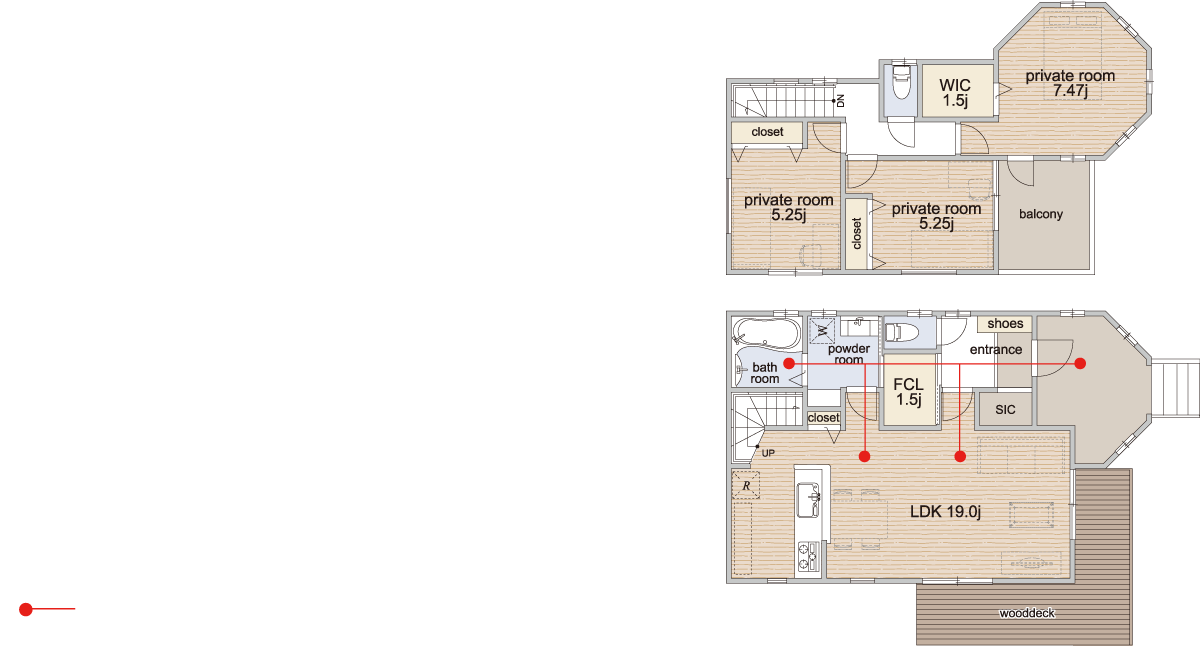 private room
7.47j
WIC
1.5j
DN
closet
private room
5.25j
private room
5.25j
closet
balcony
shoes
W
entrance
powder
room
bath
room
FCL
1.5j
SIC
closet
UP
R
LDK 19.0j
wooddeck